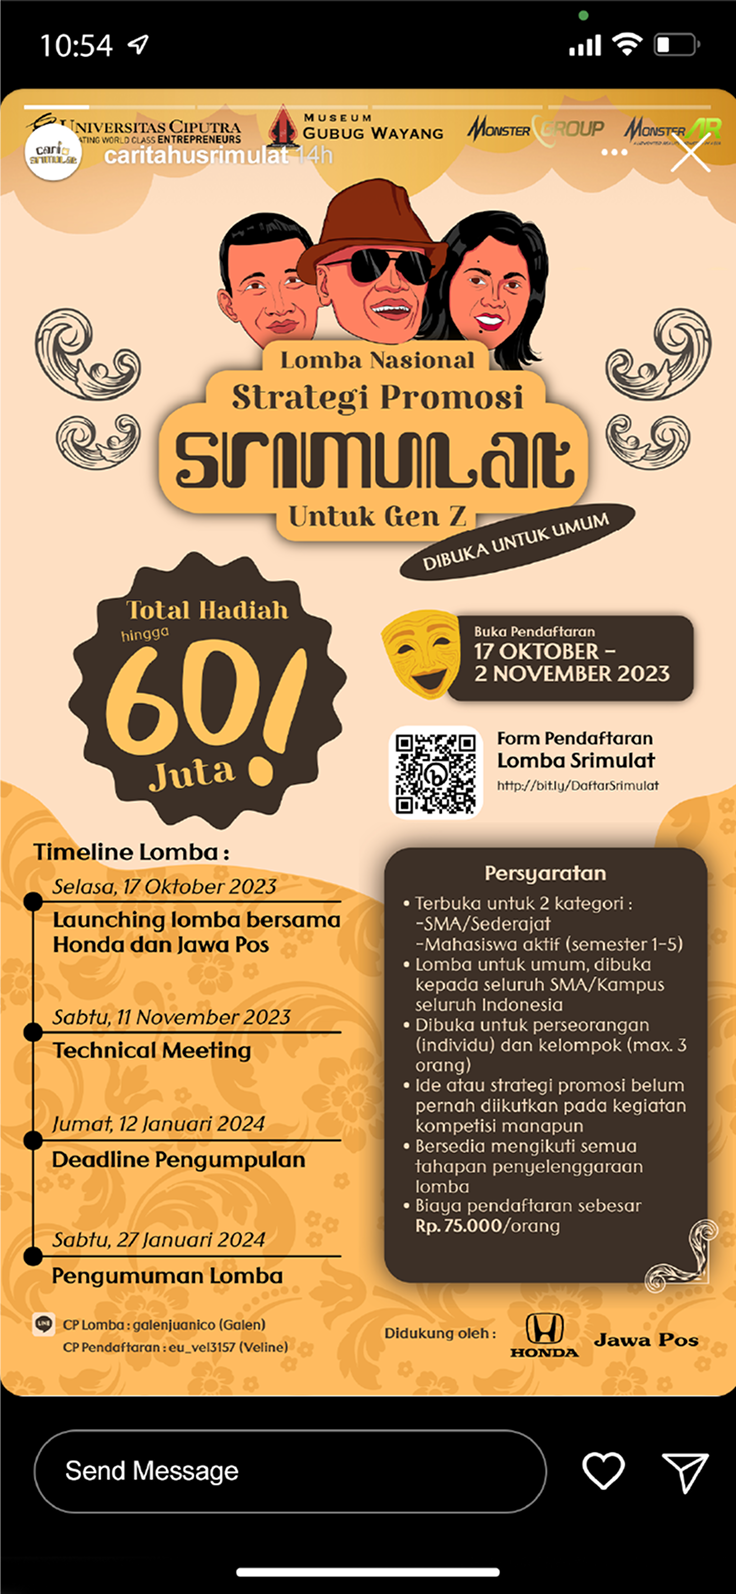 10:54
UNIVERSITAS CIPUTRA
ATING WORLD CLASS ENTREPRENEURS
MUSEUM
GUBUG WAYANG
MONSTER GROUP
MONSTER AR
cari
srimulat
caritahusrimulat 14h
Lomba Nasional
Strategi Promosi
srimulat
Untuk Gen Z
DIBUKA UNTUK UMUM
Total Hadiah
hingga
60!
Juta
Buka Pendaftaran
17 OKTOBER –
2 NOVEMBER 2023
Form Pendaftaran
Lomba Srimulat
http://bit.ly/DaftarSrimulat
Timeline Lomba :
Selasa, 17 Oktober 2023
Launching lomba bersama
Honda dan Jawa Pos
Sabtu, 11 November 2023
Technical Meeting
Jumat, 12 Januari 2024
Deadline Pengumpulan
Sabtu, 27 Januari 2024
Pengumuman Lomba
Persyaratan
• Terbuka untuk 2 kategori :
-SMA/Sederajat
-Mahasiswa aktif (semester 1-5)
• Lomba untuk umum, dibuka
kepada seluruh SMA/Kampus
seluruh Indonesia
• Dibuka untuk perseorangan
(individu) dan kelompok (max. 3
orang)
• Ide atau strategi promosi belum
pernah diikutkan pada kegiatan
kompetisi manapun
• Bersedia mengikuti semua
tahapan penyelenggaraan
lomba
• Biaya pendaftaran sebesar
Rp. 75.000/orang
LINE
CP Lomba : galenjuanico (Galen)
CP Pendaftaran : eu_vel3157 (Veline)
Didukung oleh :
HONDA
Jawa Pos
Send Message